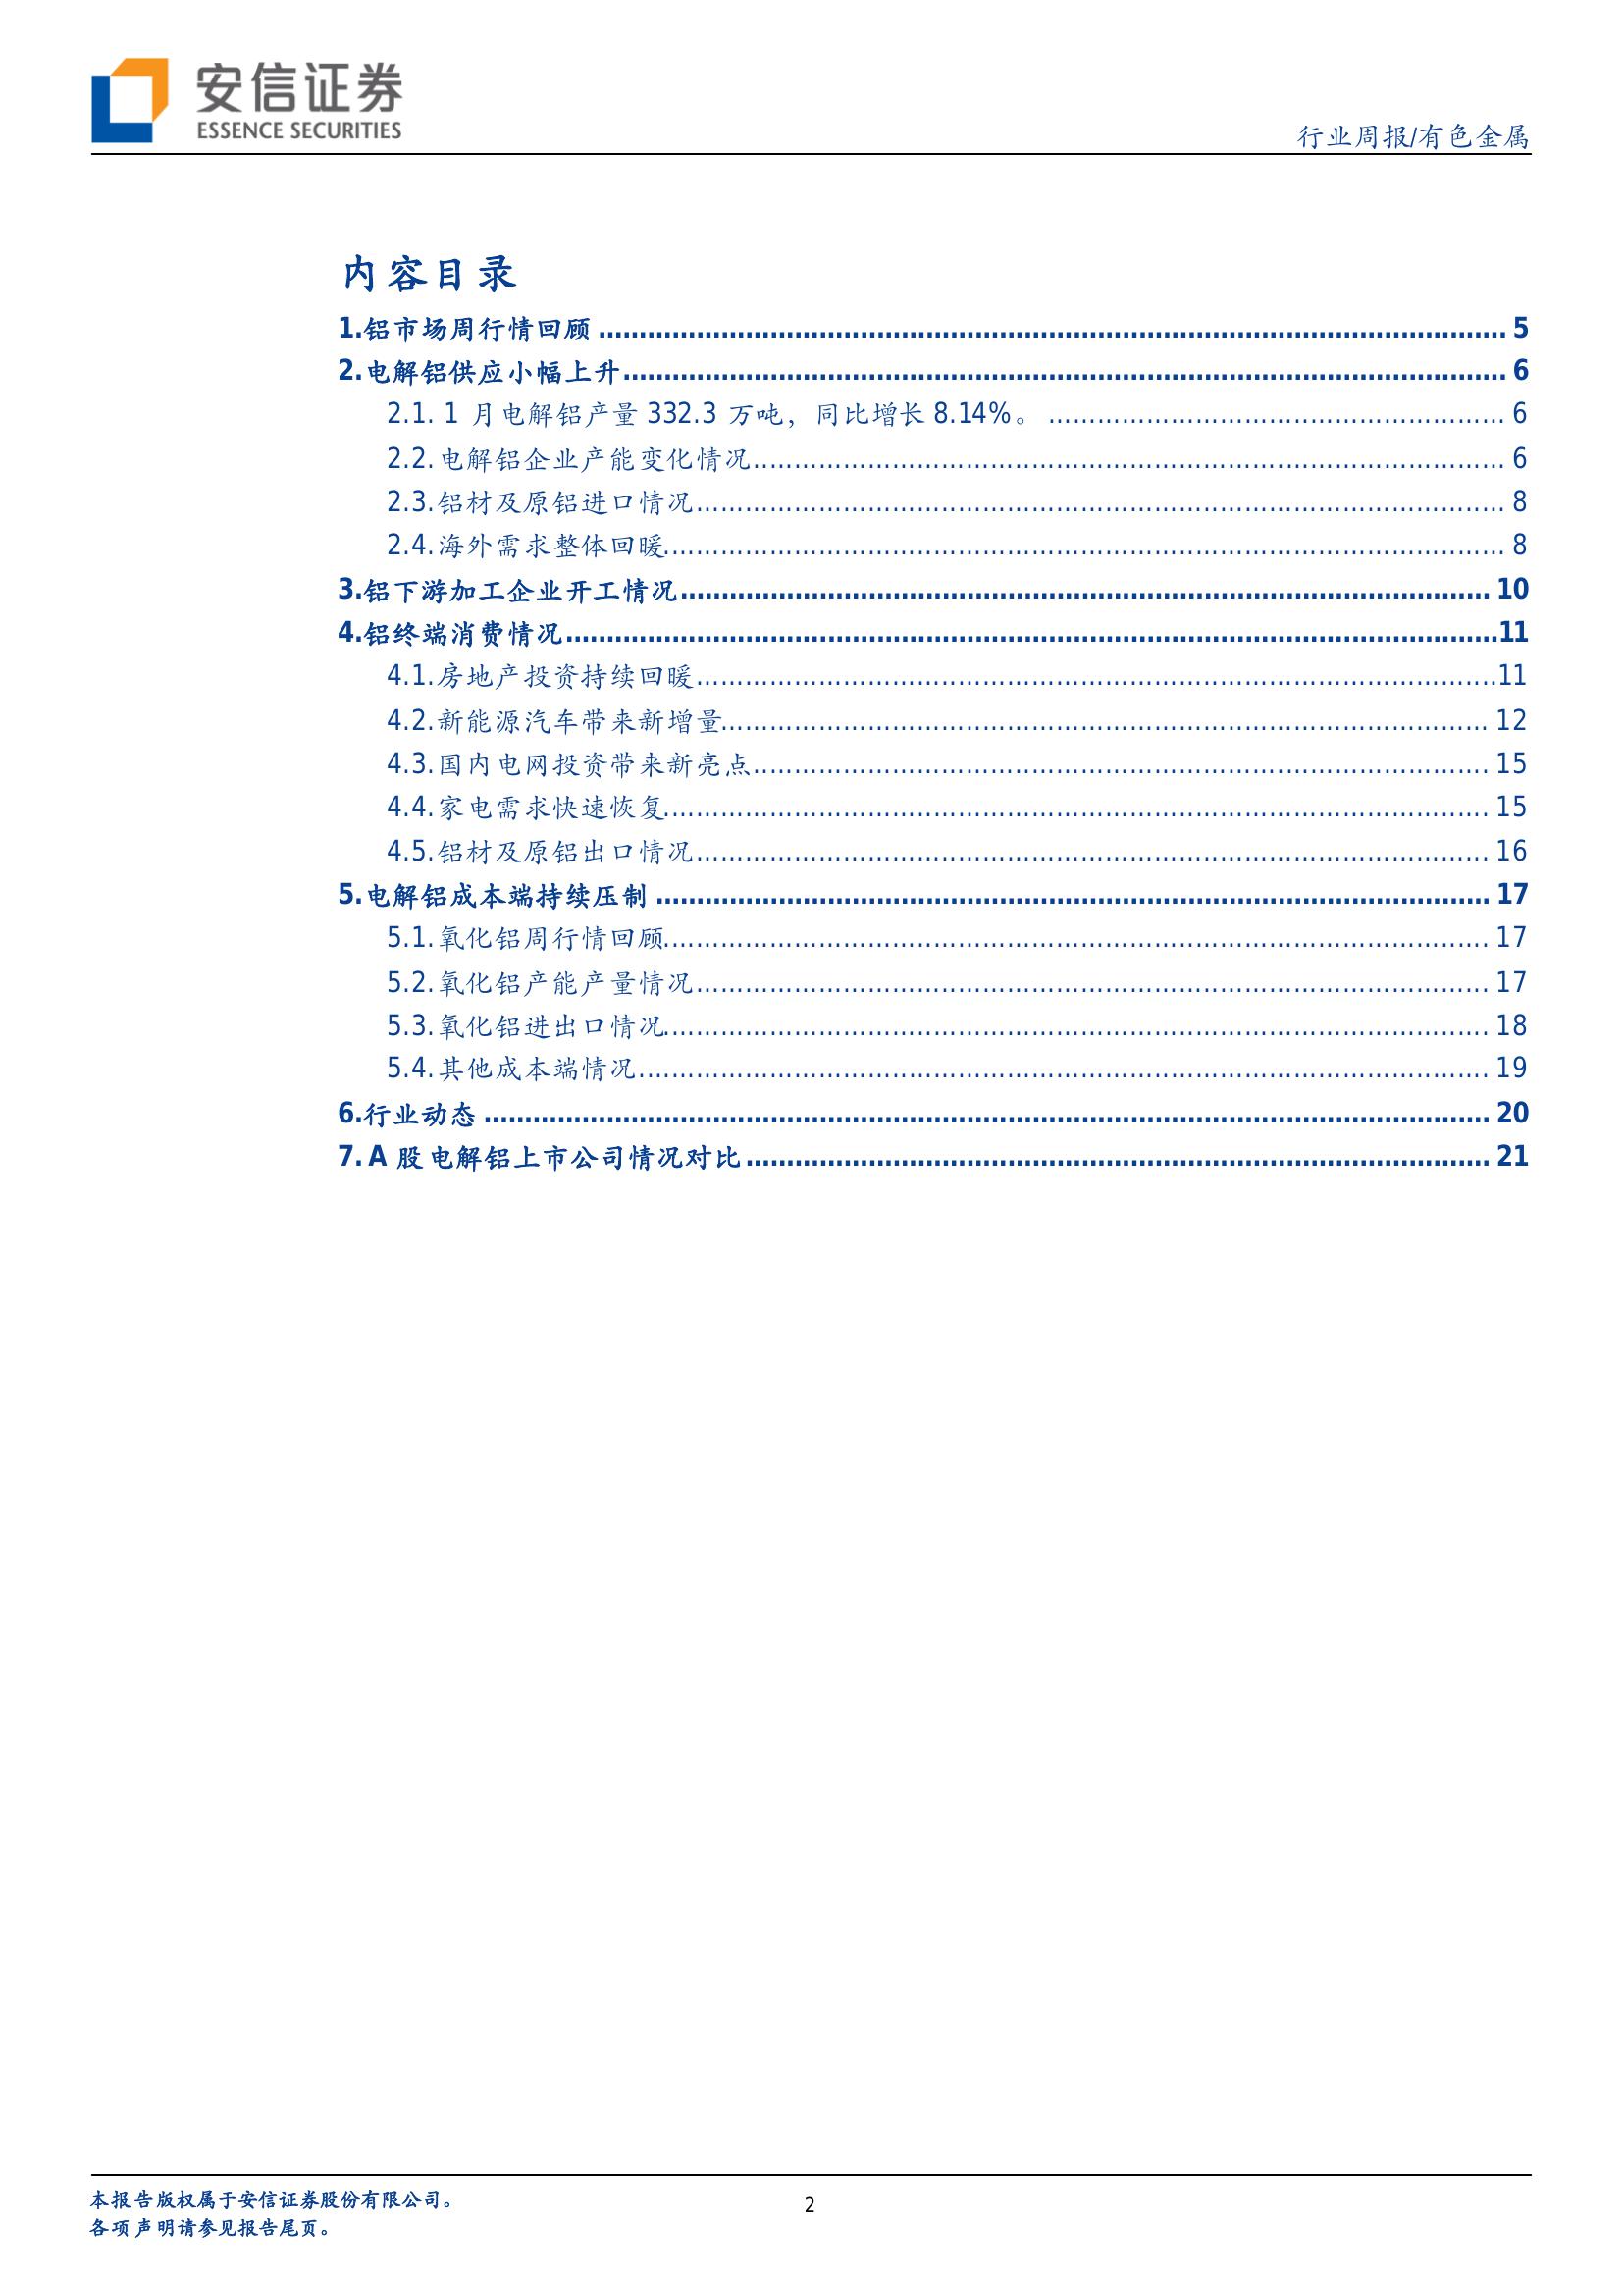 安信证券
ESSENCE SECURITIES
行业周报/有色金属
内容目录
1.铝市场周行情回顾 ........ 5
2.电解铝供应小幅上升........ 6
2.1. 1 月电解铝产量 332.3 万吨，同比增长 8.14%。 ........ 6
2.2.电解铝企业产能变化情况........ 6
2.3.铝材及原铝进口情况........ 8
2.4.海外需求整体回暖........ 8
3.铝下游加工企业开工情况........ 10
4.铝终端消费情况........11
4.1.房地产投资持续回暖........11
4.2.新能源汽车带来新增量........ 12
4.3.国内电网投资带来新亮点........ 15
4.4.家电需求快速恢复........ 15
4.5.铝材及原铝出口情况........ 16
5.电解铝成本端持续压制 ........ 17
5.1.氧化铝周行情回顾........ 17
5.2.氧化铝产能产量情况........ 17
5.3.氧化铝进出口情况........ 18
5.4.其他成本端情况........ 19
6.行业动态 ........ 20
7. A 股电解铝上市公司情况对比........ 21
本报告版权属于安信证券股份有限公司。
各项声明请参见报告尾页。
2